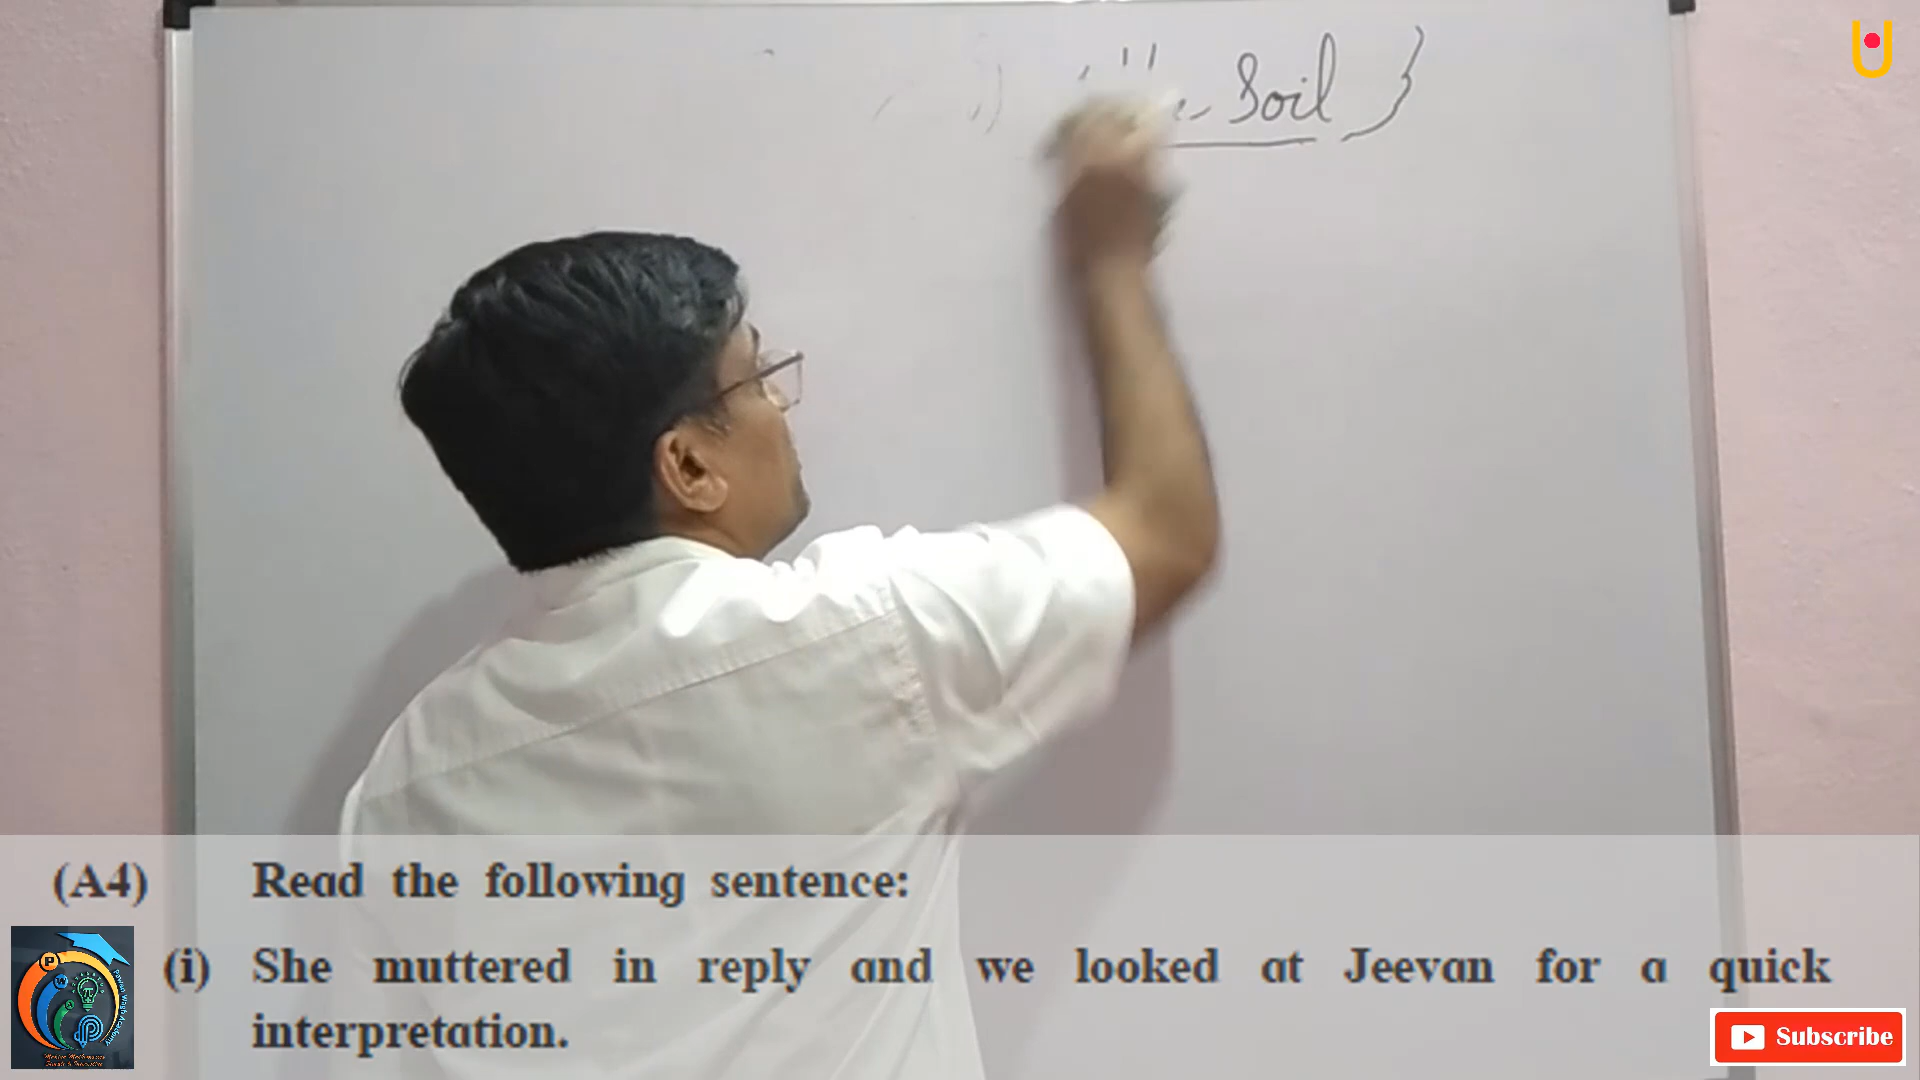 i) Soil }
(A4) Read the following sentence:
(i) She muttered in reply and we looked at Jeevan for a quick
interpretation.
Subscribe